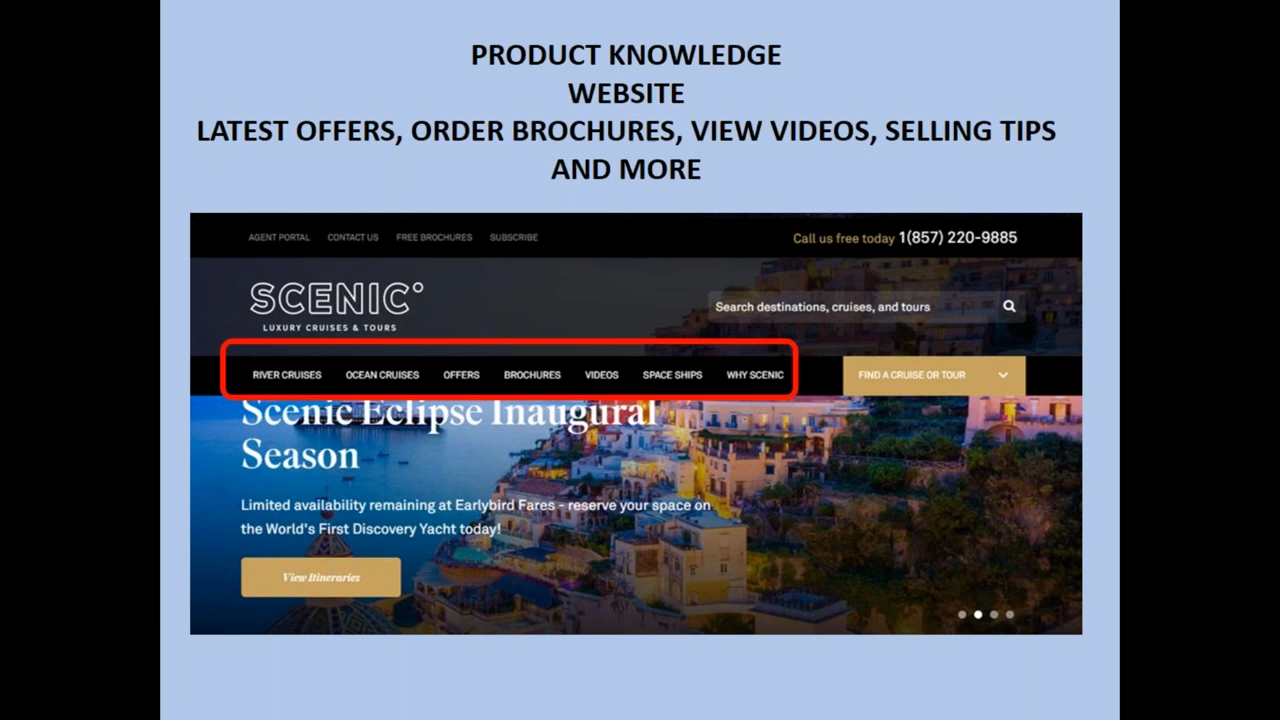 PRODUCT KNOWLEDGE
WEBSITE
LATEST OFFERS, ORDER BROCHURES, VIEW VIDEOS, SELLING TIPS
AND MORE
AGENT PORTAL CONTACT US FREE BROCHURES SUBSCRIBE Call us free today 1(857) 220-9885
SCENIC°
LUXURY CRUISES & TOURS
Search destinations, cruises, and tours
RIVER CRUISES OCEAN CRUISES OFFERS BROCHURES VIDEOS SPACE SHIPS WHY SCENIC FIND A CRUISE OR TOUR
Scenic Eclipse Inaugural
Season
Limited availability remaining at Earlybird Fares - reserve your space on
the World's First Discovery Yacht today!
View Itineraries